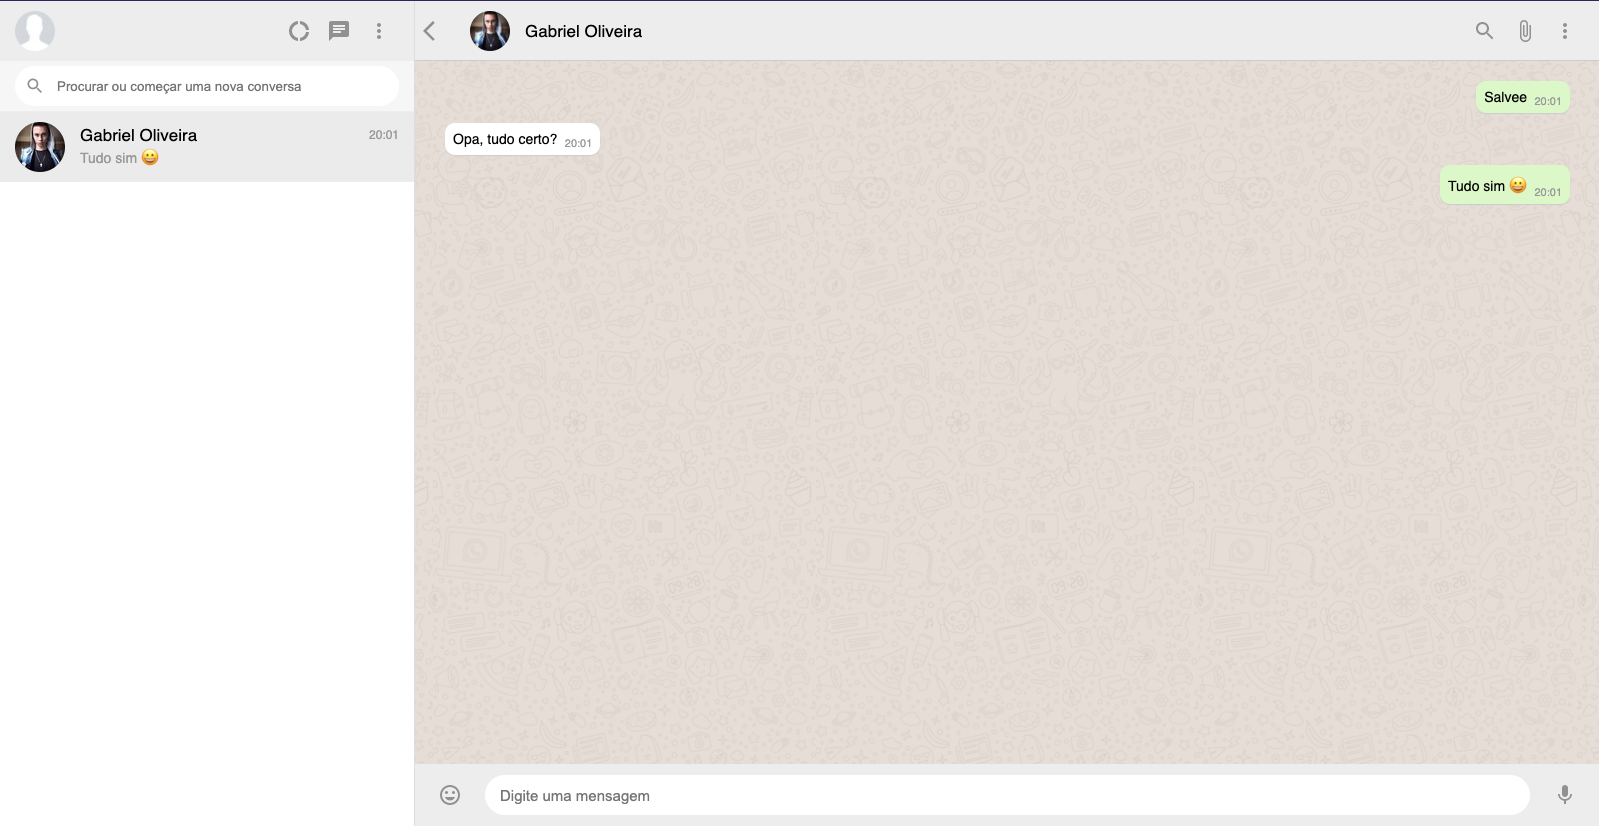 Procurar ou começar uma nova conversa
Gabriel Oliveira
20:01
Tudo sim 😀
Gabriel Oliveira
Salvee 20:01
Opa, tudo certo? 20:01
Tudo sim 😀 20:01
Digite uma mensagem